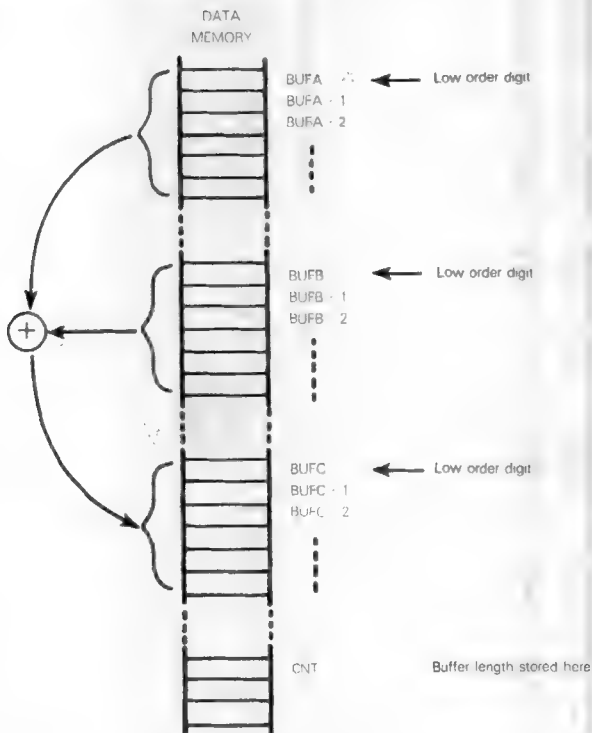 DATA
MEMORY
BUFA Low order digit
BUFA · 1
BUFA · 2
BUFB Low order digit
BUFB · 1
BUFB 2
BUFC Low order digit
BUFC · 1
BUFC 2
+
CNT Buffer length stored here